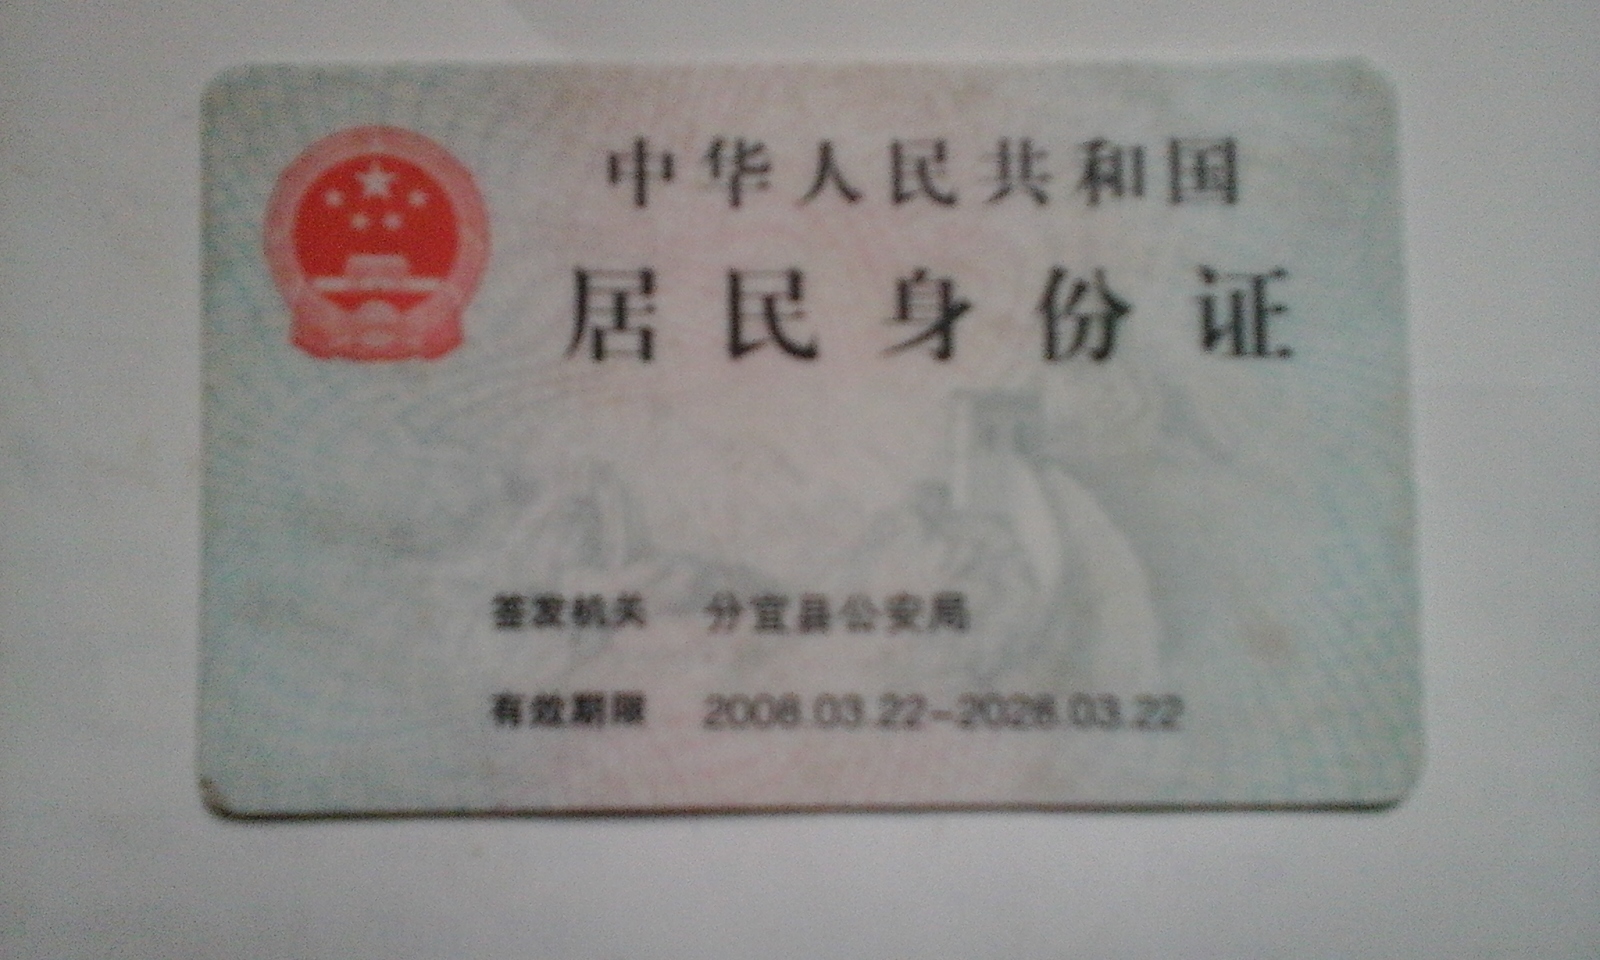 中华人民共和国
居民身份证
签发机关 分宜县公安局
有效期限 2008.03.22-2028.03.22